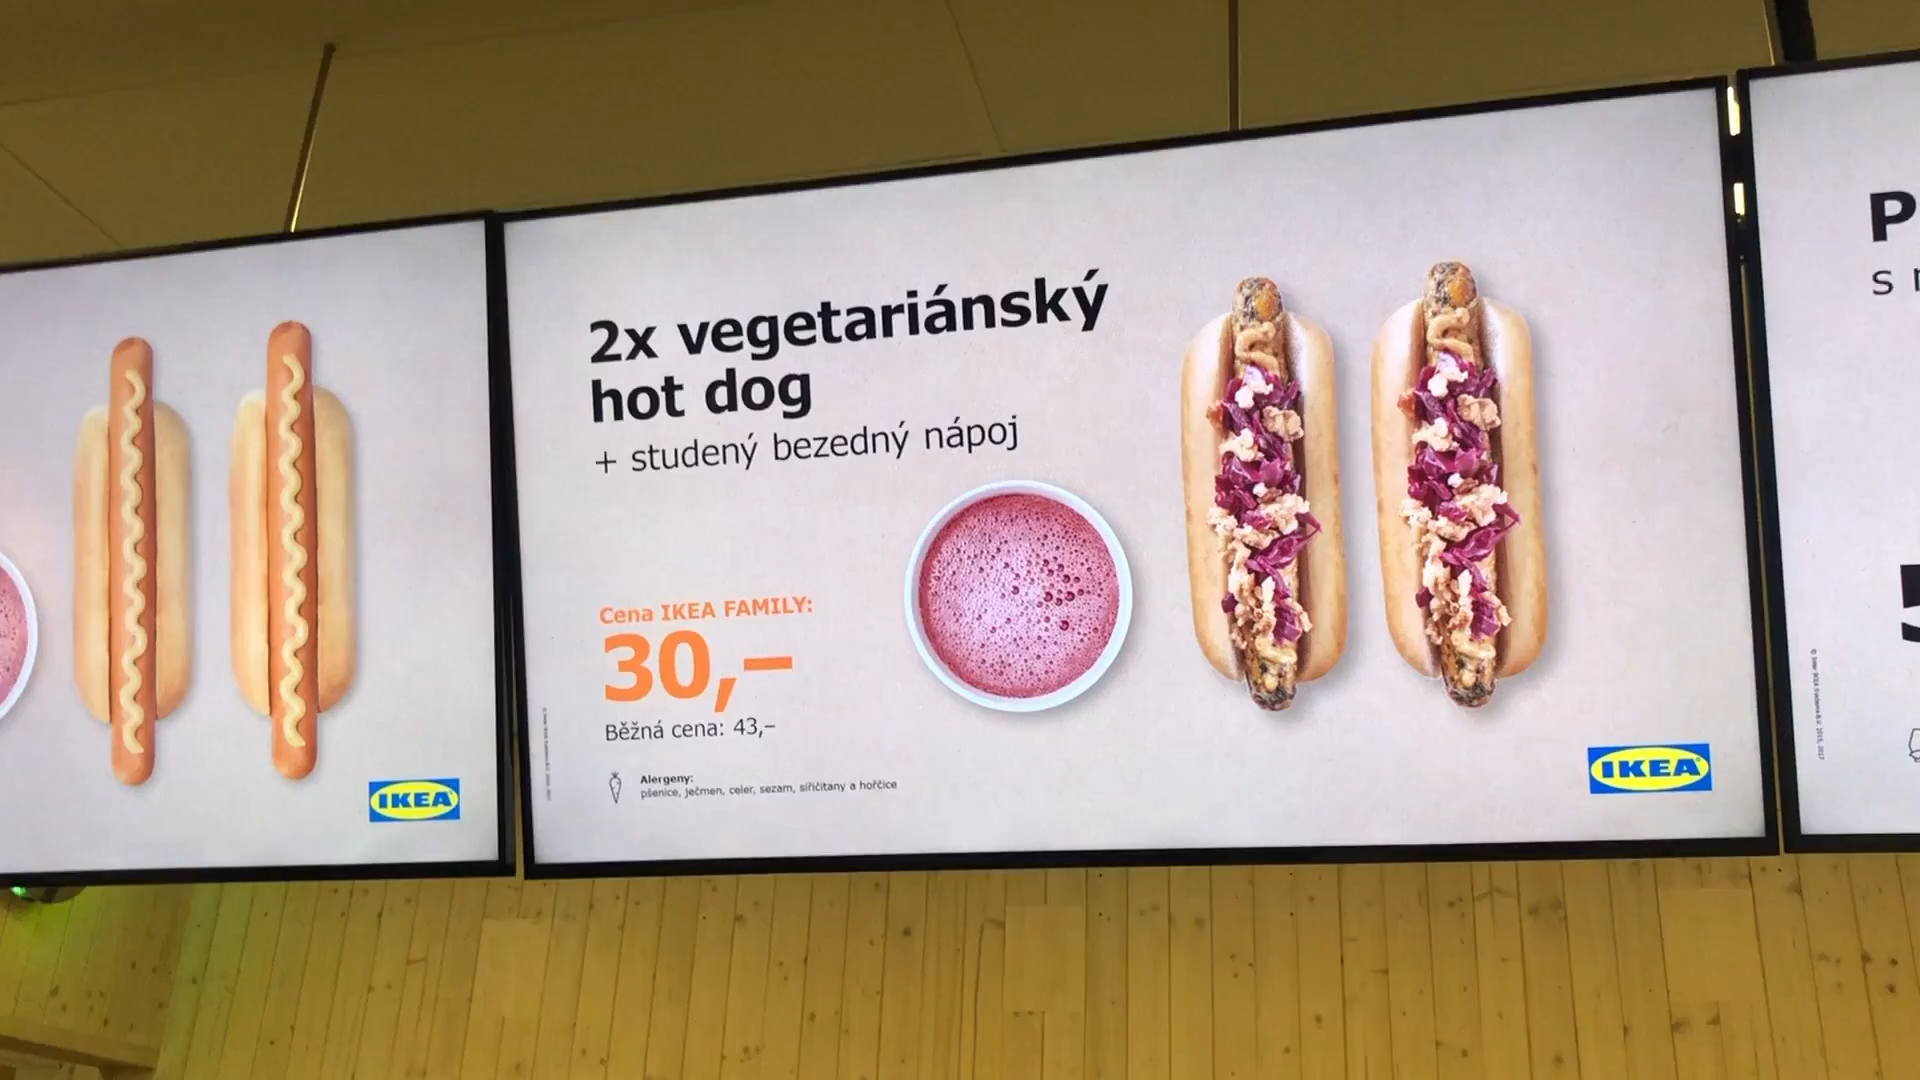 IKEA
2x vegetariánský
hot dog
+ studený bezedný nápoj
Cena IKEA FAMILY:
30,–
Běžná cena: 43,–
Alergeny:
pšenice, ječmen, celer, sezam, siřičitany a hořčice
IKEA
P
s
5